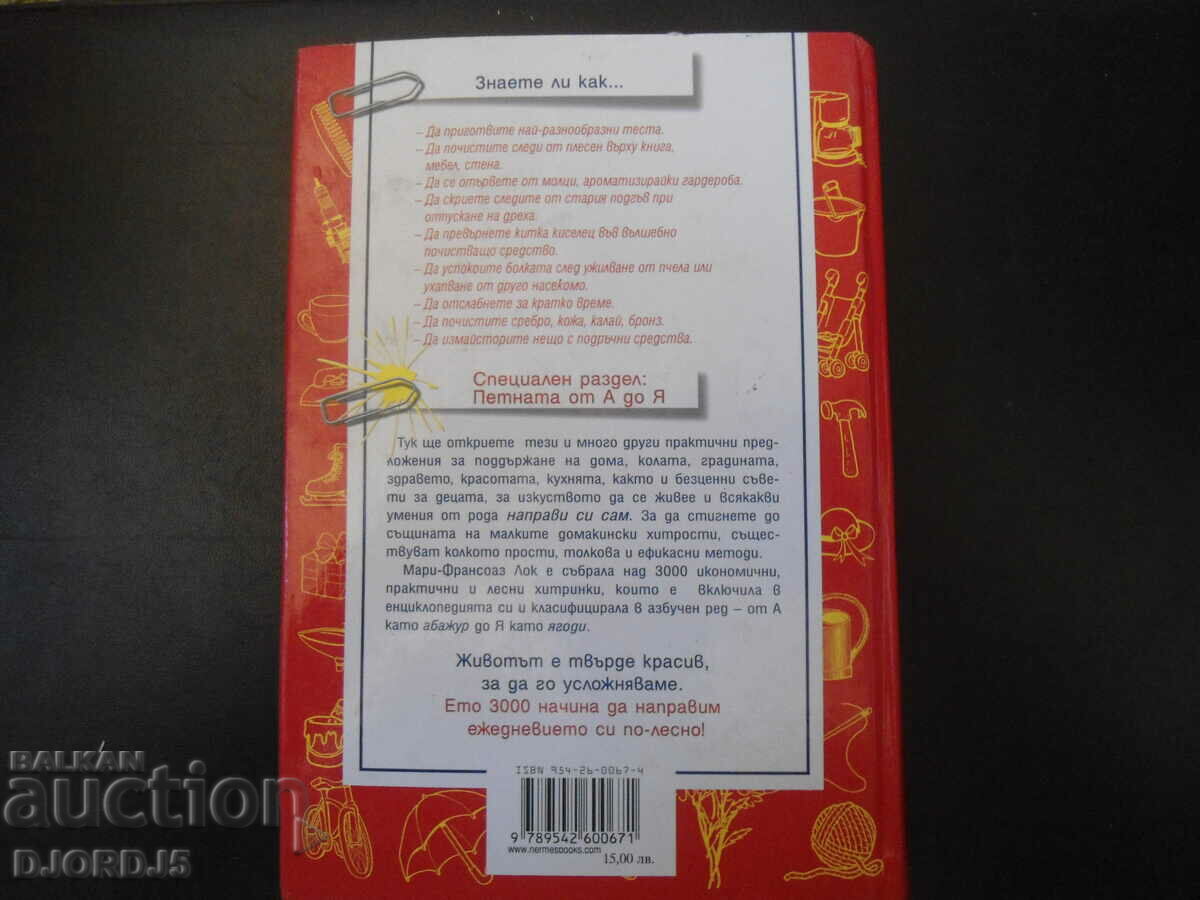 Знаете ли как...
– Да приготвите най-разнообразни теста.
– Да почистите следи от плесен върху книга,
мебел, стена.
– Да се отървете от молци, ароматизирайки гардероба.
– Да скриете следите от стария подгъв при
отпускане на дреха.
– Да превърнете китка киселец във вълшебно
почистващо средство.
– Да успокоите болката след ужилване от пчела или
ухапване от друго насекомо.
– Да отслабнете за кратко време.
– Да почистите сребро, кожа, калай, бронз.
– Да измайсторите нещо с подръчни средства.
Специален раздел:
Петната от А до Я
Тук ще откриете тези и много други практични пред-
ложения за поддържане на дома, колата, градината,
здравето, красотата, кухнята, както и безценни съве-
ти за децата, за изкуството да се живее и всякакви
умения от рода направи си сам. За да стигнете до
същината на малките домакински хитрости, същес-
твуват колкото прости, толкова и ефикасни методи.
Мари-Франсоаз Лок е събрала над 3000 икономични,
практични и лесни хитринки, които е включила в
енциклопедията си и класифицирала в азбучен ред – от А
като абажур до Я като ягоди.
Животът е твърде красив,
за да го усложняваме.
Ето 3000 начина да направим
ежедневието си по-лесно!
ISBN 954-26-0067-4
9 789542 600671
www.hermesbooks.com
15,00 лв.
BALKAN
auction
DJORD_J5